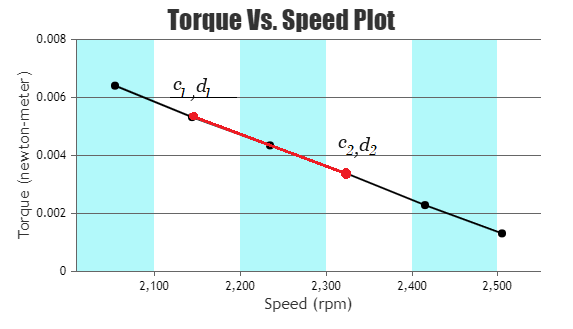 Torque Vs. Speed Plot
0.008
0.006
0.004
0.002
0
Torque (newton-meter)
c1,d1
c2,d2
2,100 2,200 2,300 2,400 2,500
Speed (rpm)